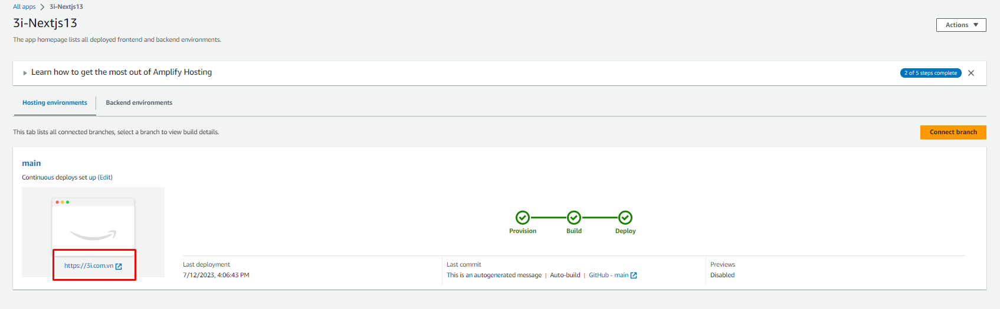 All apps > 3i-Nextjs13
3i-Nextjs13
Actions
The app homepage lists all deployed frontend and backend environments.
Learn how to get the most out of Amplify Hosting
2 of 5 steps complete
Hosting environments
Backend environments
This tab lists all connected branches, select a branch to view build details.
Connect branch
main
Continuous deploys set up (Edit)
Provision
Build
Deploy
https://3i.com.vn
Last deployment
7/12/2023, 4:06:43 PM
Last commit
This is an autogenerated message | Auto-build | GitHub - main
Previews
Disabled